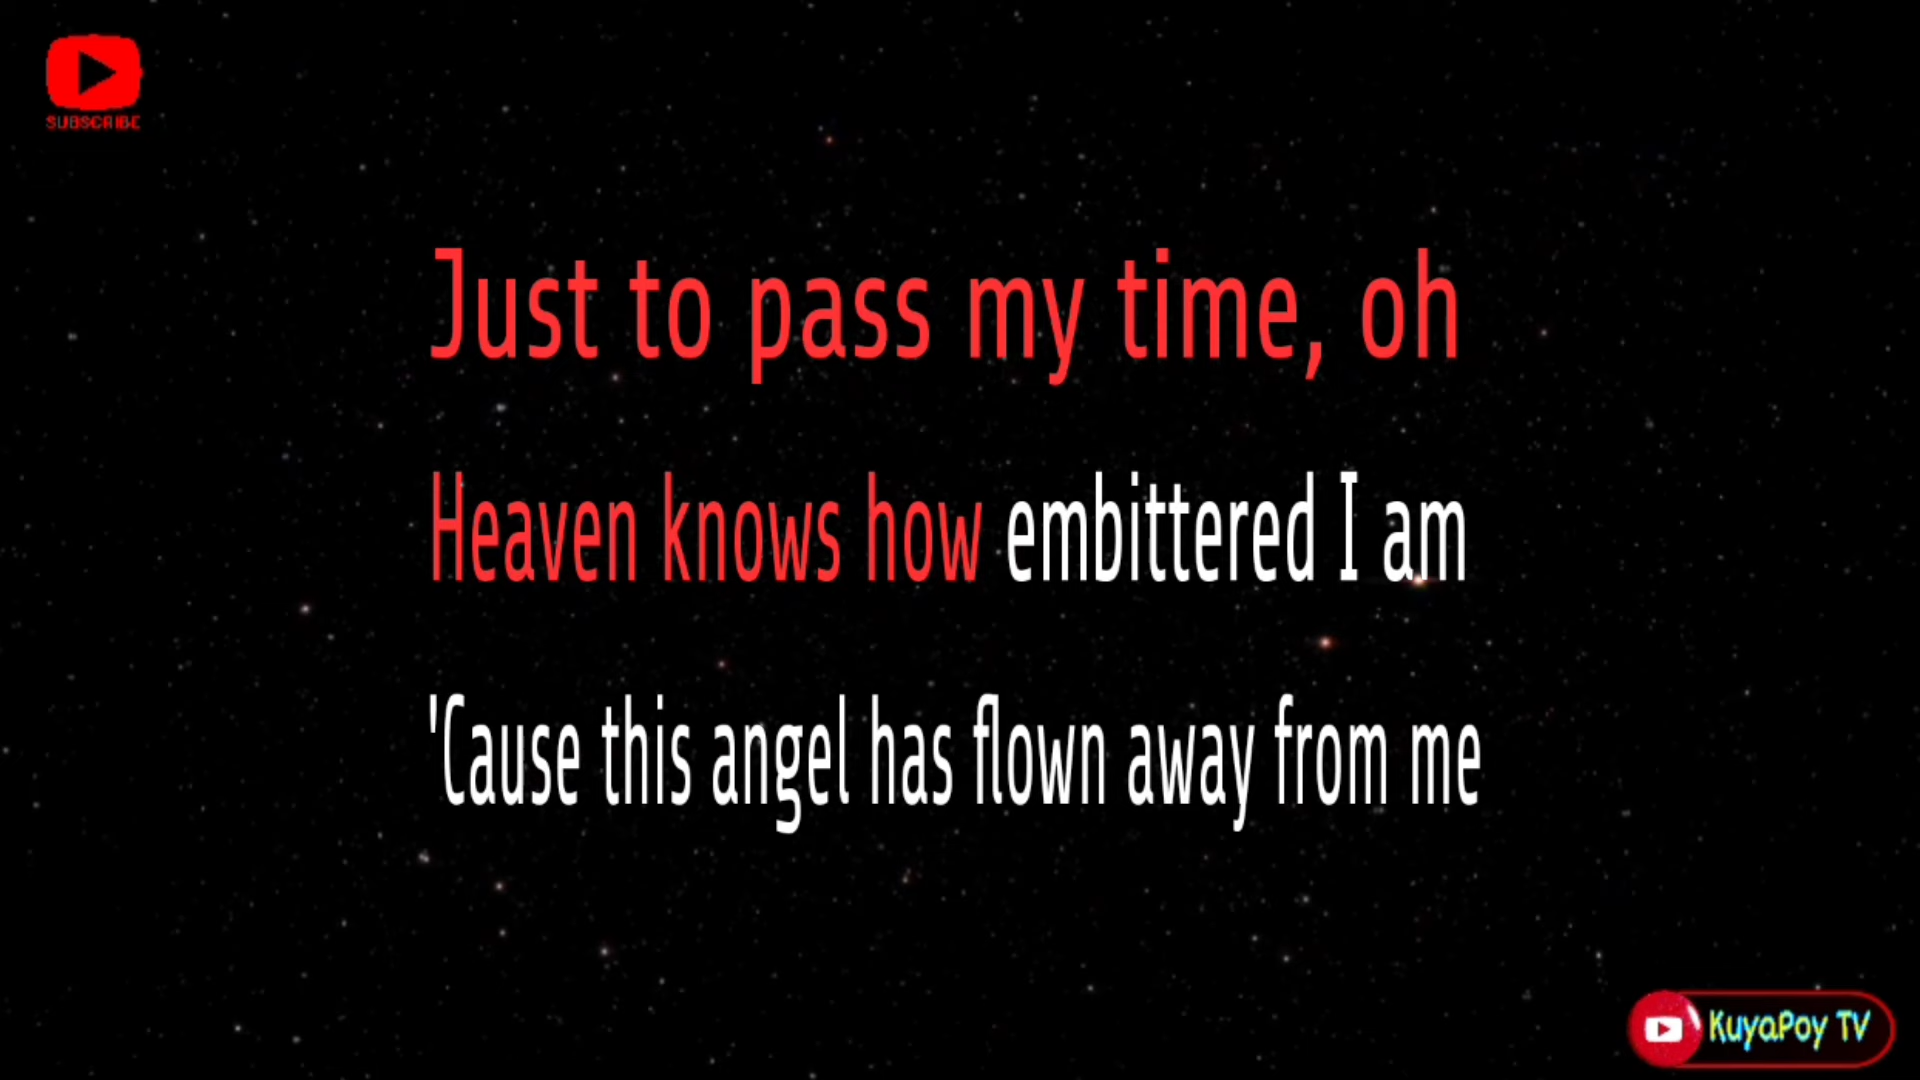 SUBSCRIBE
Just to pass my time, oh
Heaven knows how embittered I am
'Cause this angel has flown away from me
KuyaPoy TV